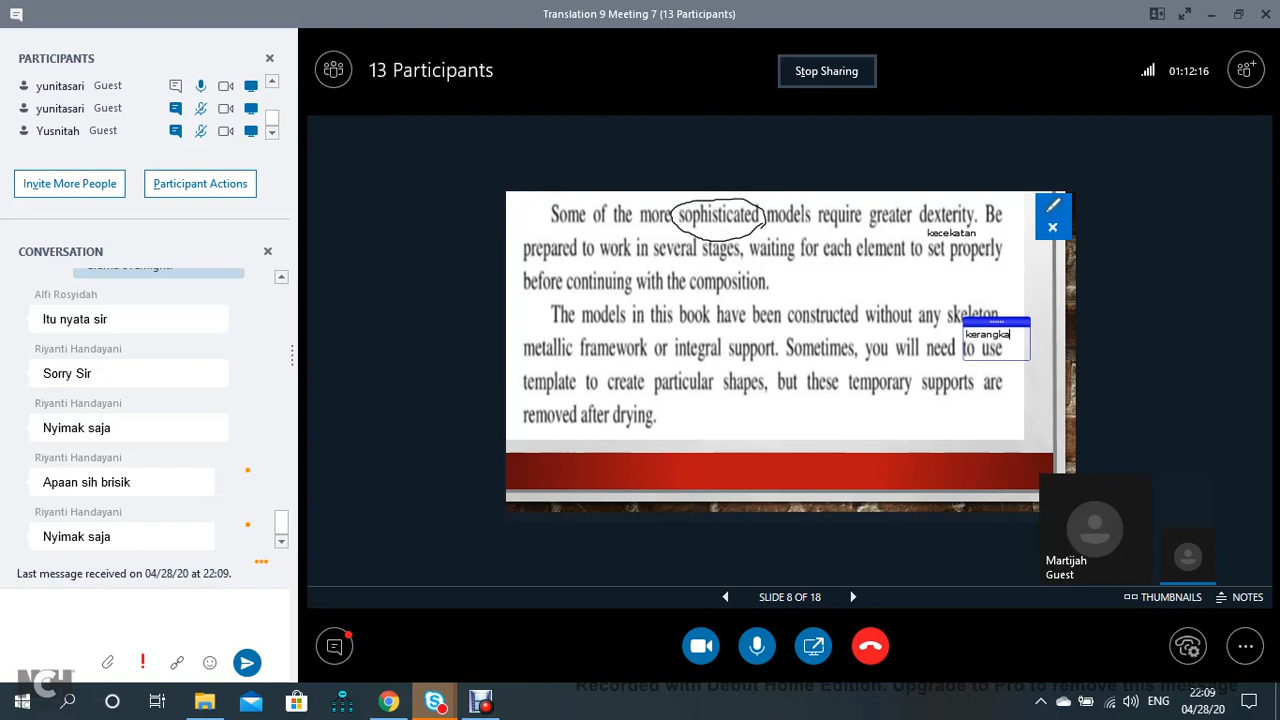 Translation 9 Meeting 7 (13 Participants)
PARTICIPANTS
yunitasari Guest
yunitasari Guest
Yusnitah Guest
Invite More People
Participant Actions
CONVERSATION
Alfi Rosyidah
Itu nyata sir
Riyanti Handayani
Sorry Sir
Riyanti Handayani
Nyimak saja
Riyanti Handayani
Apaan sih brisik
Riyanti Handayani
Nyimak saja
Last message received on 04/28/20 at 22:09.
13 Participants
Stop Sharing
01:12:16
Some of the more sophisticated models require greater dexterity. Be
kecekatan
prepared to work in several stages, waiting for each element to set properly
before continuing with the composition.
The models in this book have been constructed without any skeleton,
kerangka
metallic framework or integral support. Sometimes, you will need to use
template to create particular shapes, but these temporary supports are
removed after drying.
Martijah
Guest
SLIDE 8 OF 18
THUMBNAILS
NOTES
NCH
Recorded with Debut Home Edition. Upgrade to Pro to remove this message
ENG
22:09
04/28/20